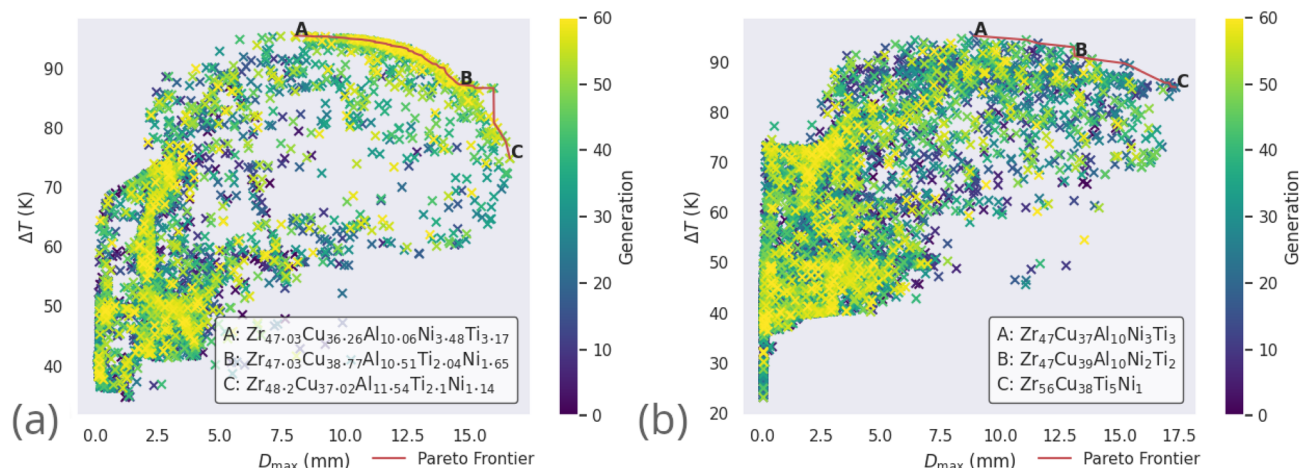 A
B
C
90
80
70
60
50
40
ΔT (K)
0.0 2.5 5.0 7.5 10.0 12.5 15.0
D_max (mm)
Pareto Frontier
A: Zr₄₇.₀₃Cu₃₆.₂₆Al₁₀.₀₆Ni₃.₄₈Ti₃.₁₇
B: Zr₄₇.₀₃Cu₃₈.₇₇Al₁₀.₅₁Ti₂.₀₄Ni₁.₆₅
C: Zr₄₈.₂Cu₃₇.₀₂Al₁₁.₅₄Ti₂.₁Ni₁.₁₄
60
50
40
30
20
10
0
Generation
(a)
A
B
C
90
80
70
60
50
40
30
20
ΔT (K)
0.0 2.5 5.0 7.5 10.0 12.5 15.0 17.5
D_max (mm)
Pareto Frontier
A: Zr₄₇Cu₃₇Al₁₀Ni₃Ti₃
B: Zr₄₇Cu₃₉Al₁₀Ni₂Ti₂
C: Zr₅₆Cu₃₈Ti₅Ni₁
60
50
40
30
20
10
0
Generation
(b)